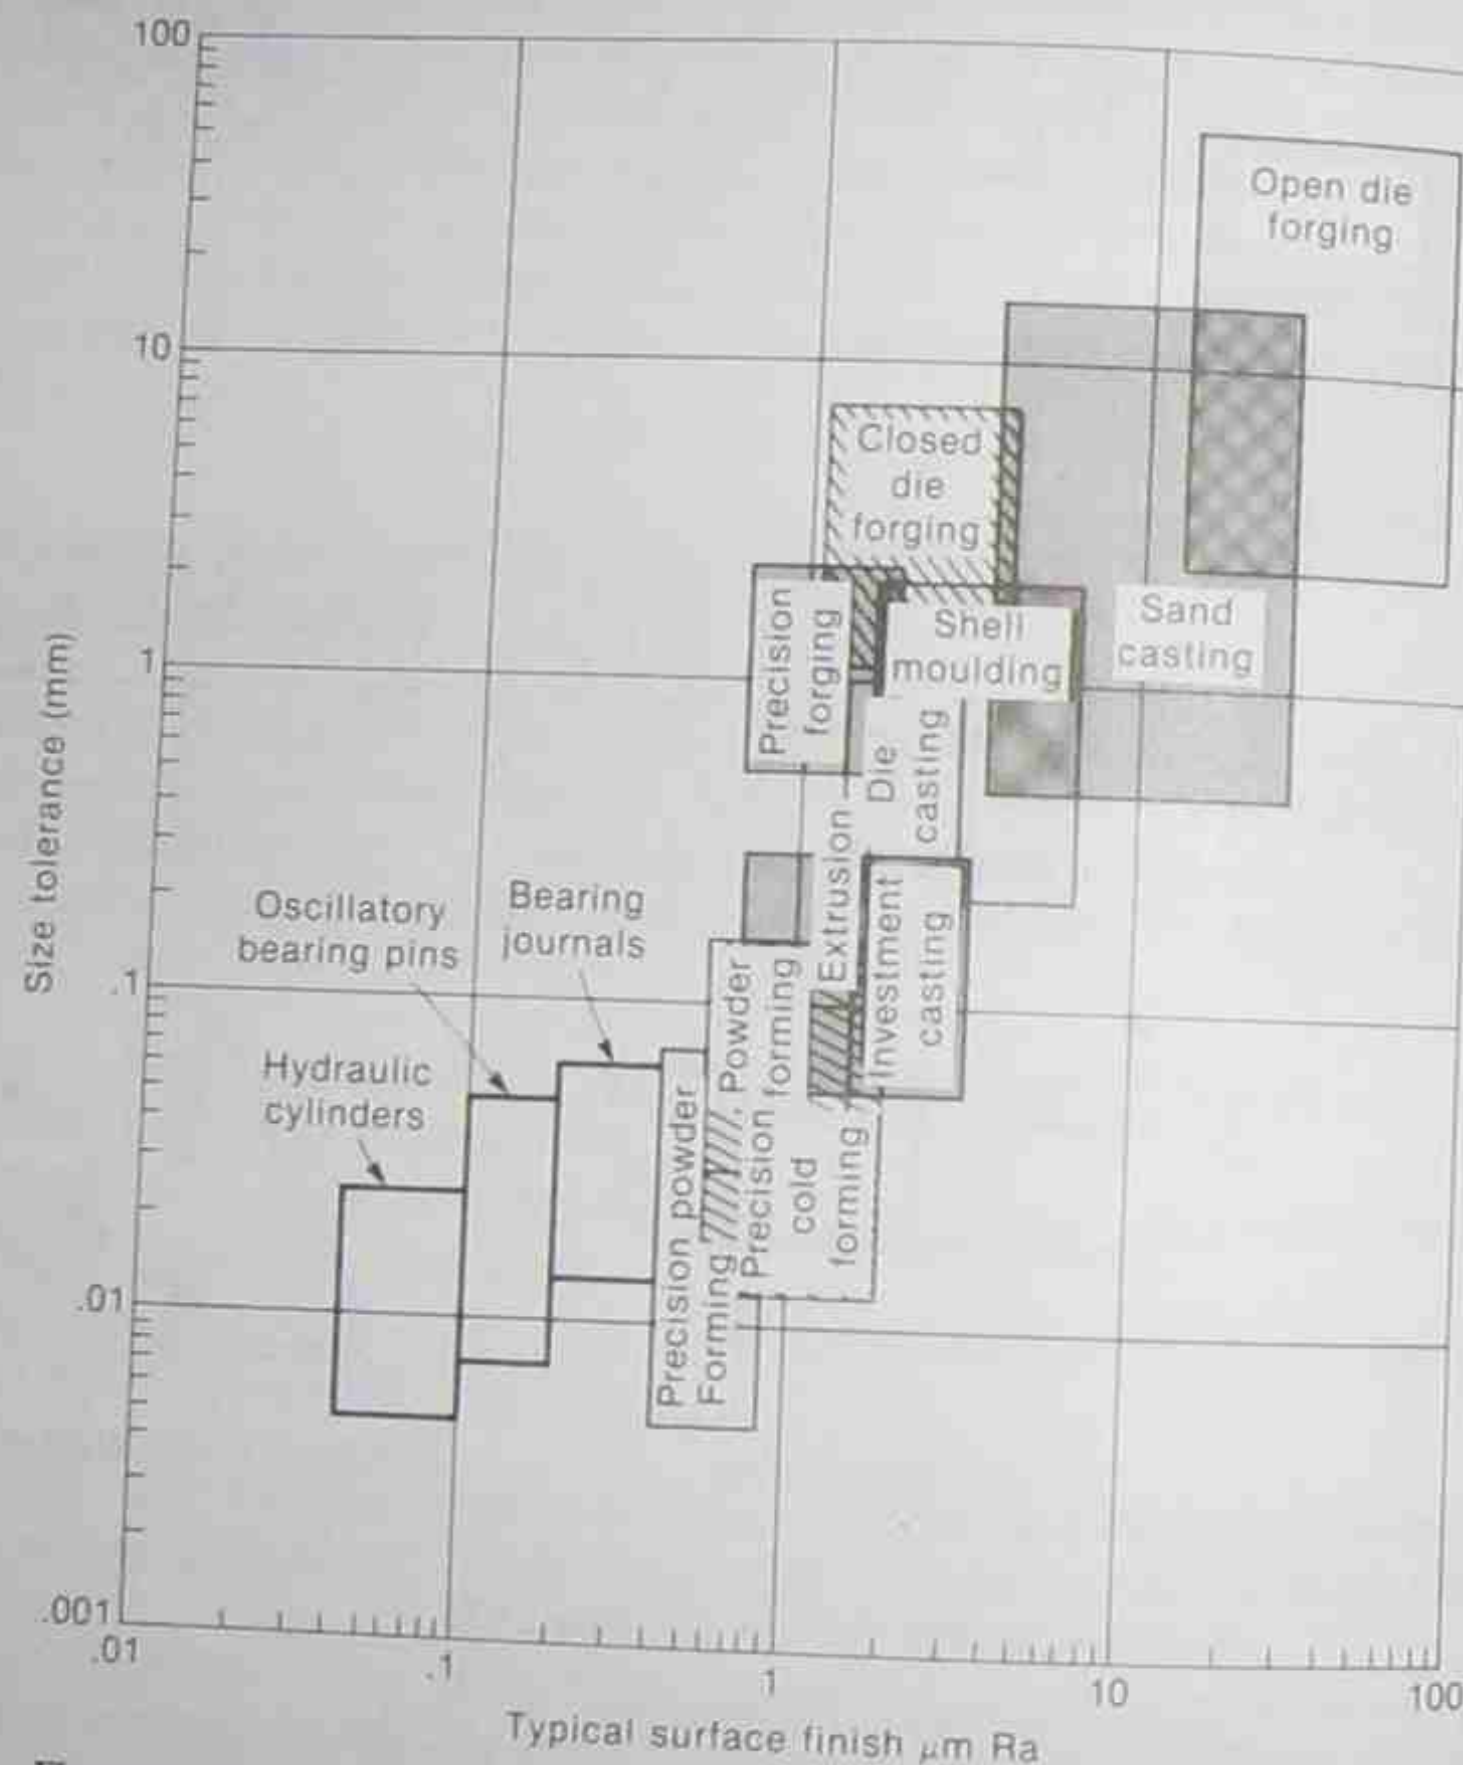 100
10
1
.1
.01
.001
Size tolerance (mm)
.01
.1
1
10
100
Typical surface finish μm Ra
Open die
forging
Closed
die
forging
Precision
forging
Shell
moulding
Sand
casting
Die
casting
Extrusion
Investment
casting
Oscillatory
bearing pins
Bearing
journals
Hydraulic
cylinders
Powder
forming
Precision
cold
forming
Precision powder
Forming